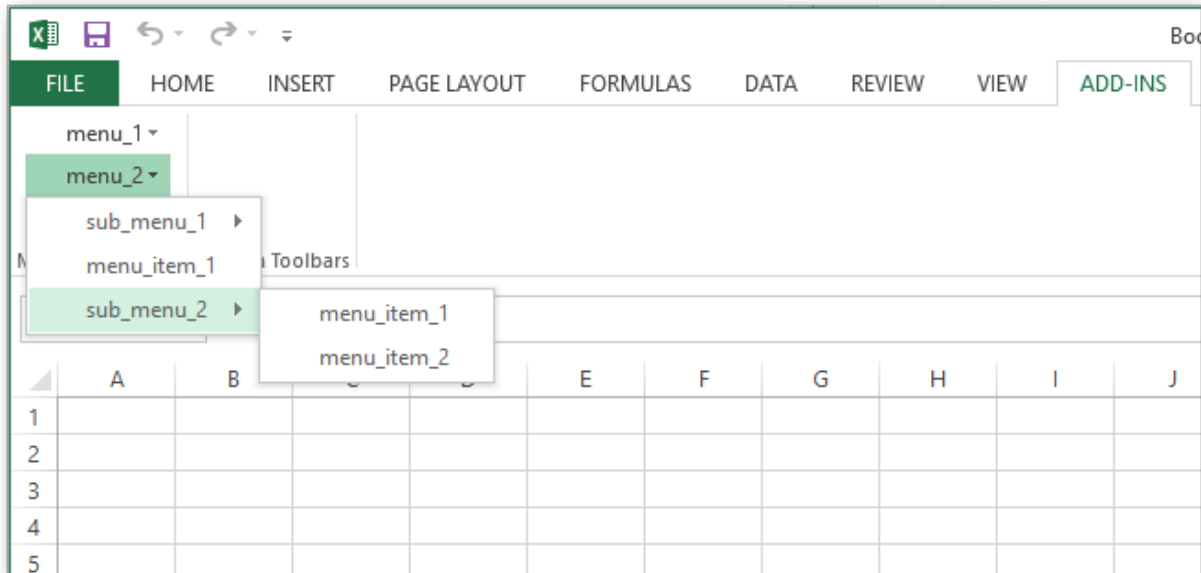 Boo
FILE HOME INSERT PAGE LAYOUT FORMULAS DATA REVIEW VIEW ADD-INS
menu_1
menu_2
sub_menu_1
menu_item_1
Toolbars
sub_menu_2
menu_item_1
menu_item_2
A B E F G H I J
1
2
3
4
5